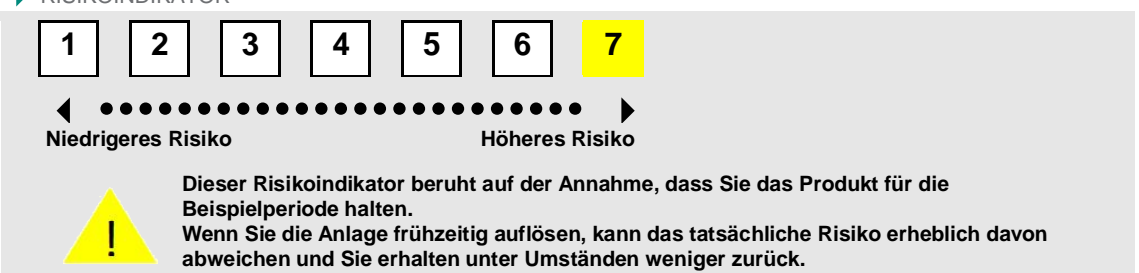 RISIKOINDIKATOR
1 2 3 4 5 6 7
Niedrigeres Risiko Höheres Risiko
Dieser Risikoindikator beruht auf der Annahme, dass Sie das Produkt für die
Beispielperiode halten.
! Wenn Sie die Anlage frühzeitig auflösen, kann das tatsächliche Risiko erheblich davon
abweichen und Sie erhalten unter Umständen weniger zurück.